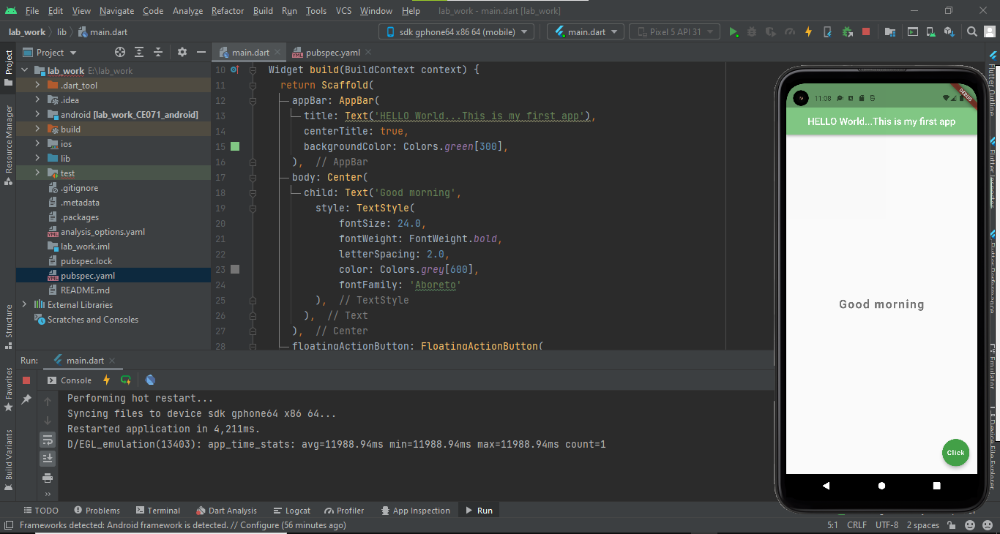 File Edit View Navigate Code Analyze Refactor Build Run Tools VCS Window Help lab_work - main.dart [lab_work]
lab_work lib main.dart sdk gphone64 x86 64 (mobile) main.dart Pixel 5 API 31
Project main.dart pubspec.yaml
Project
Resource Manager
Structure
Favorites
Build Variants
lab_work E:\lab_work
.dart_tool
.idea
android [lab_work_CE071_android]
build
ios
lib
test
.gitignore
.metadata
.packages
analysis_options.yaml
lab_work.iml
pubspec.lock
pubspec.yaml
README.md
External Libraries
Scratches and Consoles
10 Widget build(BuildContext context) {
11 return Scaffold(
12 appBar: AppBar(
13 title: Text('HELLO World...This is my first app'),
14 centerTitle: true,
15 backgroundColor: Colors.green[300],
16 ), // AppBar
17 body: Center(
18 child: Text('Good morning',
19 style: TextStyle(
20 fontSize: 24.0,
21 fontWeight: FontWeight.bold,
22 letterSpacing: 2.0,
23 color: Colors.grey[600],
24 fontFamily: 'Aboreto'
25 ), // TextStyle
26 ), // Text
27 ), // Center
28 floatingActionButton: FloatingActionButton(
11:08
DEBUG
HELLO World...This is my first app
Good morning
Click
Flutter Outline
Flutter Inspector
Flutter Performance
Emulator
Device File Explorer
Run: main.dart
Console
Performing hot restart...
Syncing files to device sdk gphone64 x86 64...
Restarted application in 4,211ms.
D/EGL_emulation(13403): app_time_stats: avg=11988.94ms min=11988.94ms max=11988.94ms count=1
TODO Problems Terminal Dart Analysis Logcat Profiler App Inspection Run
Frameworks detected: Android framework is detected. // Configure (56 minutes ago) 5:1 CRLF UTF-8 2 spaces